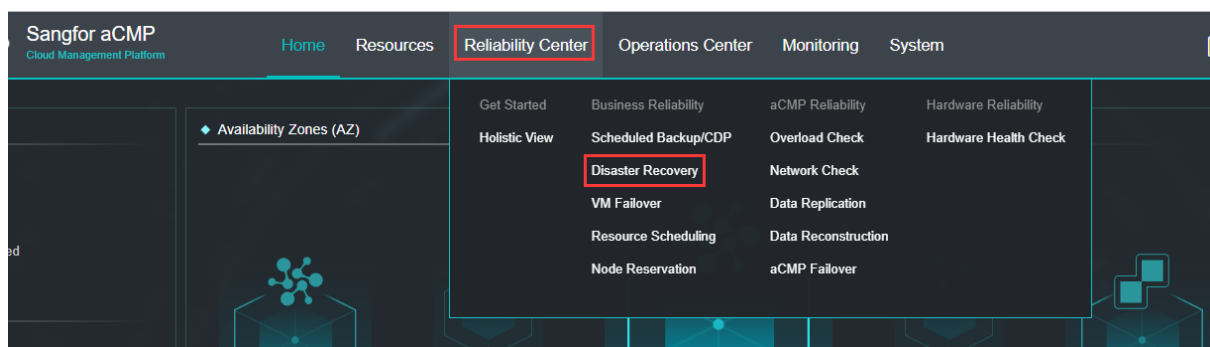 Sangfor aCMP
Cloud Management Platform
Home Resources Reliability Center Operations Center Monitoring System
Get Started Business Reliability aCMP Reliability Hardware Reliability
Availability Zones (AZ)
Holistic View Scheduled Backup/CDP Overload Check Hardware Health Check
Disaster Recovery Network Check
VM Failover Data Replication
Resource Scheduling Data Reconstruction
Node Reservation aCMP Failover